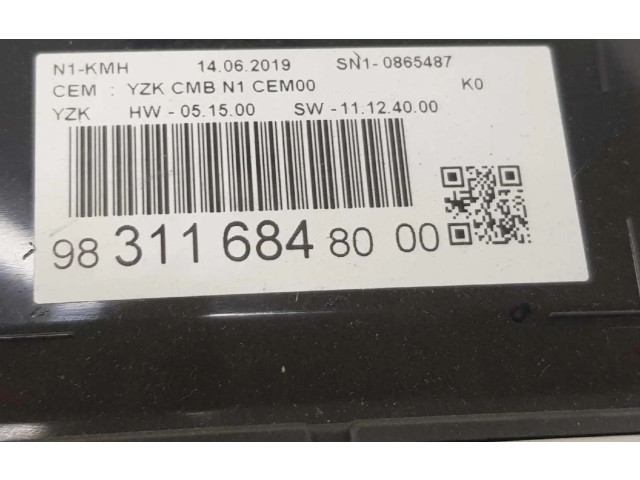 N1-KMH 14.06.2019 SN1-0865487
CEM : YZK CMB N1 CEM00 K0
YZK HW -05.15.00 SW -11.12.40.00
98 311 684 80 00